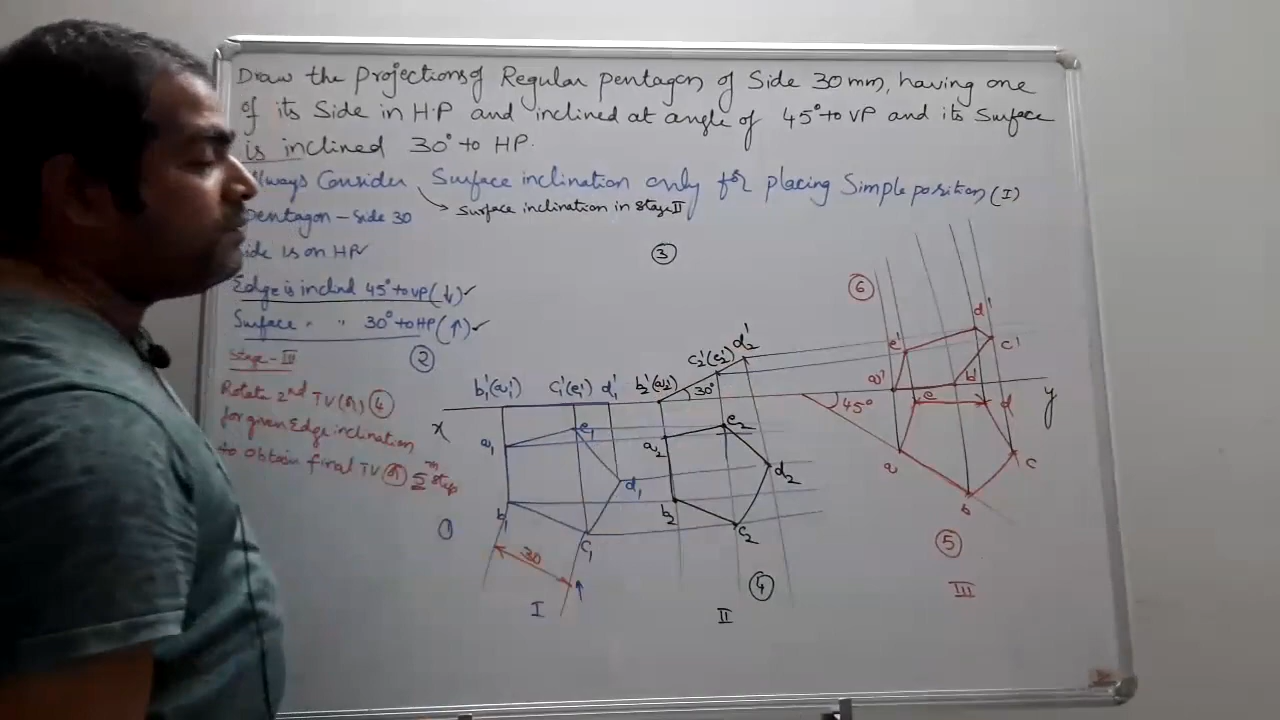 Draw the Projections of Regular pentagon of Side 30 mm, having one
of its Side in H.P and inclined at angle of 45° to VP and its Surface
is inclined 30° to HP.
Always Consider Surface inclination only for placing Simple position (I)
Pentagon - Side 30
Surface inclination in stage II
Side is on HP✓
3
Edge is inclind 45° to VP (↓)✓
6
Surface " " 30° to HP (↑)✓
Stage - III
2
Rotate 2nd TV(n) 4
for given Edge inclination
to obtain final TV 5th step
b₁'(a₁') c₁'(e₁') d₁' b₂'(a₂') c₂'(e₂') d₂' 30°
a' e' b' c' d'
x 45° y
a₁ e₁ a₂ e₂ e d
b₁ d₁ b₂ d₂ a c
c₁ c₂ b
1
30
4
5
I II III